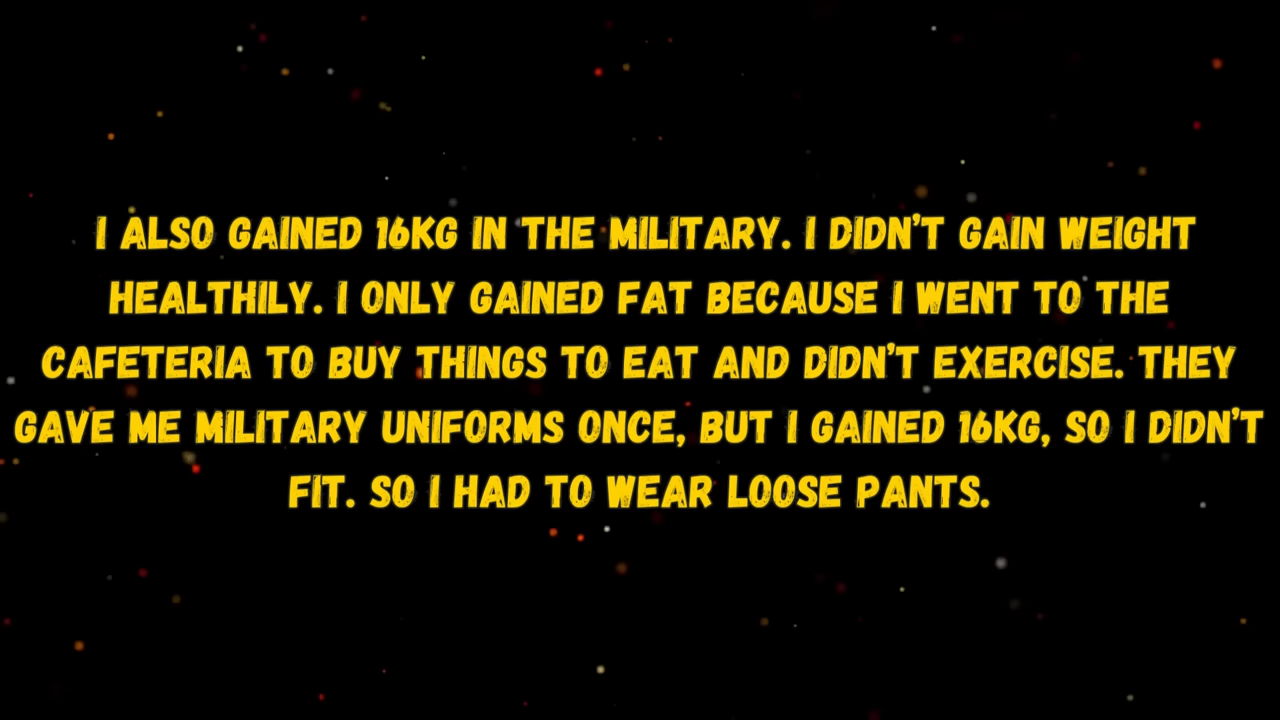 I ALSO GAINED 16KG IN THE MILITARY. I DIDN'T GAIN WEIGHT
HEALTHILY. I ONLY GAINED FAT BECAUSE I WENT TO THE
CAFETERIA TO BUY THINGS TO EAT AND DIDN'T EXERCISE. THEY
GAVE ME MILITARY UNIFORMS ONCE, BUT I GAINED 16KG, SO I DIDN'T
FIT. SO I HAD TO WEAR LOOSE PANTS.